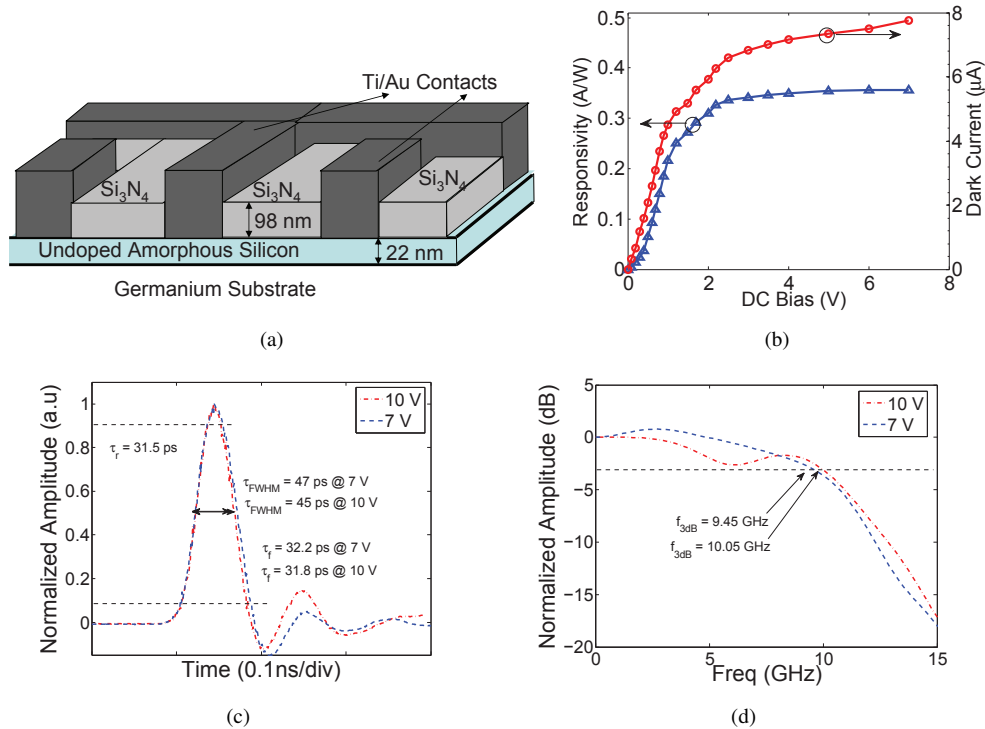 (a)
Ti/Au Contacts
Si3N4
Si3N4
Si3N4
98 nm
Undoped Amorphous Silicon
22 nm
Germanium Substrate
(b)
0.5
0.4
0.3
0.2
0.1
0
Responsivity (A/W)
8
6
4
2
0
Dark Current (µA)
0 2 4 6 8
DC Bias (V)
(a)
(b)
Normalized Amplitude (a.u)
1
0.8
0.6
0.4
0.2
0
10 V
7 V
τr = 31.5 ps
τFWHM = 47 ps @ 7 V
τFWHM = 45 ps @ 10 V
τf = 32.2 ps @ 7 V
τf = 31.8 ps @ 10 V
Time (0.1ns/div)
(c)
Normalized Amplitude (dB)
5
0
−5
−10
−15
−20
10 V
7 V
f3dB = 9.45 GHz
f3dB = 10.05 GHz
0 5 10 15
Freq (GHz)
(d)